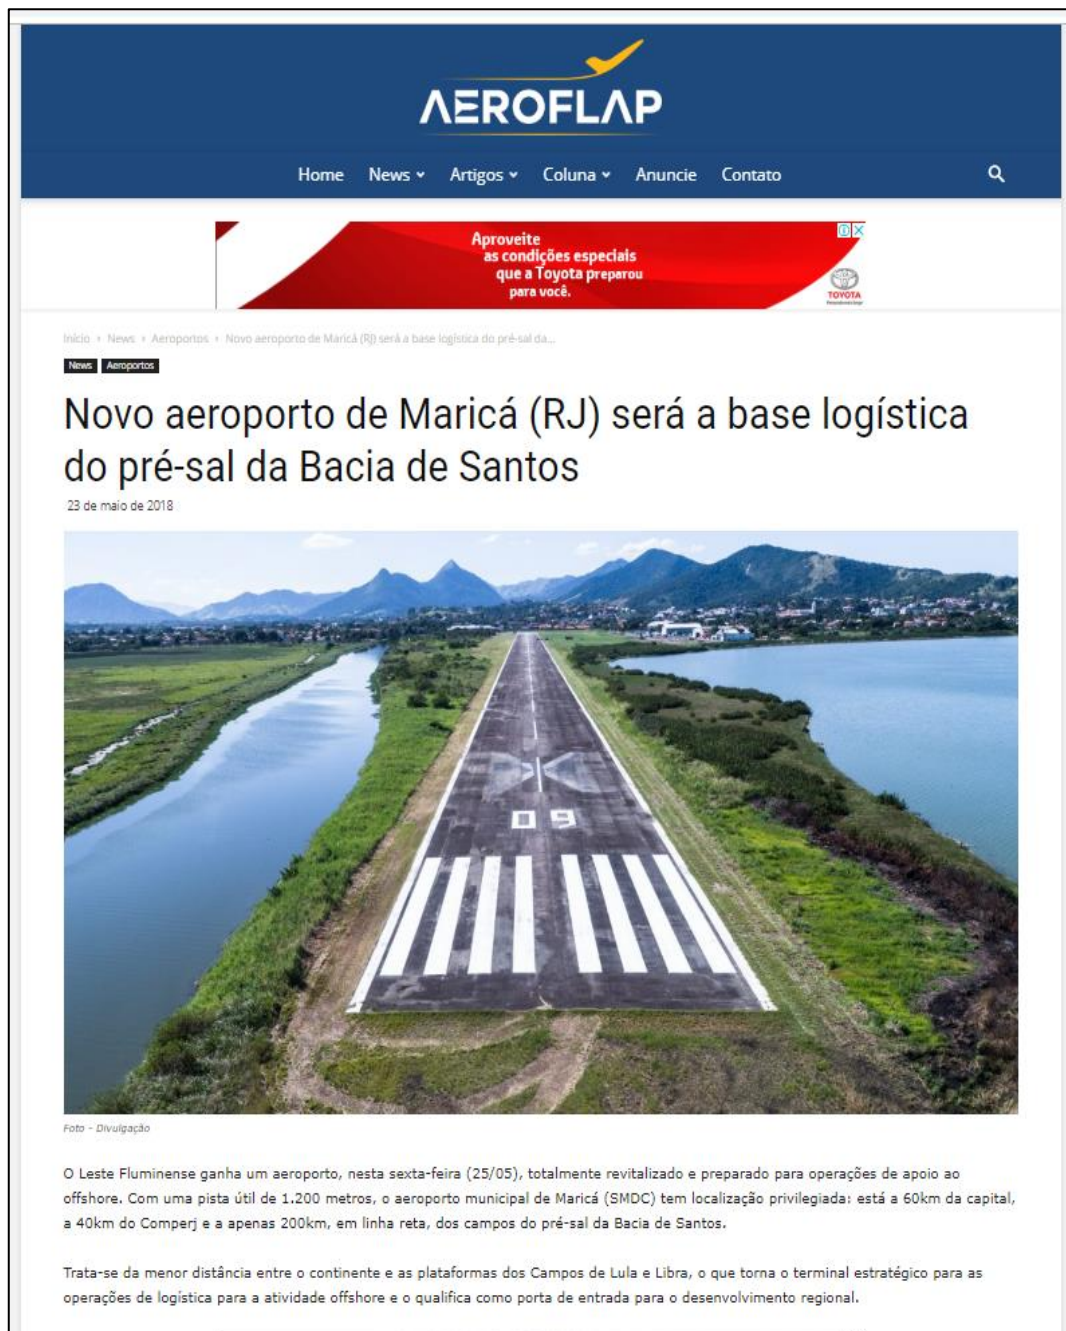 AEROFLAP
Home News Artigos Coluna Anuncie Contato
Aproveite
as condições especiais
que a Toyota preparou
para você.
TOYOTA
Início News Aeroportos Novo aeroporto de Maricá (RJ) será a base logística do pré-sal da...
News Aeroportos
Novo aeroporto de Maricá (RJ) será a base logística
do pré-sal da Bacia de Santos
23 de maio de 2018
09
Foto - Divulgação
O Leste Fluminense ganha um aeroporto, nesta sexta-feira (25/05), totalmente revitalizado e preparado para operações de apoio ao
offshore. Com uma pista útil de 1.200 metros, o aeroporto municipal de Maricá (SMDC) tem localização privilegiada: está a 60km da capital,
a 40km do Comperj e a apenas 200km, em linha reta, dos campos do pré-sal da Bacia de Santos.
Trata-se da menor distância entre o continente e as plataformas dos Campos de Lula e Libra, o que torna o terminal estratégico para as
operações de logística para a atividade offshore e o qualifica como porta de entrada para o desenvolvimento regional.